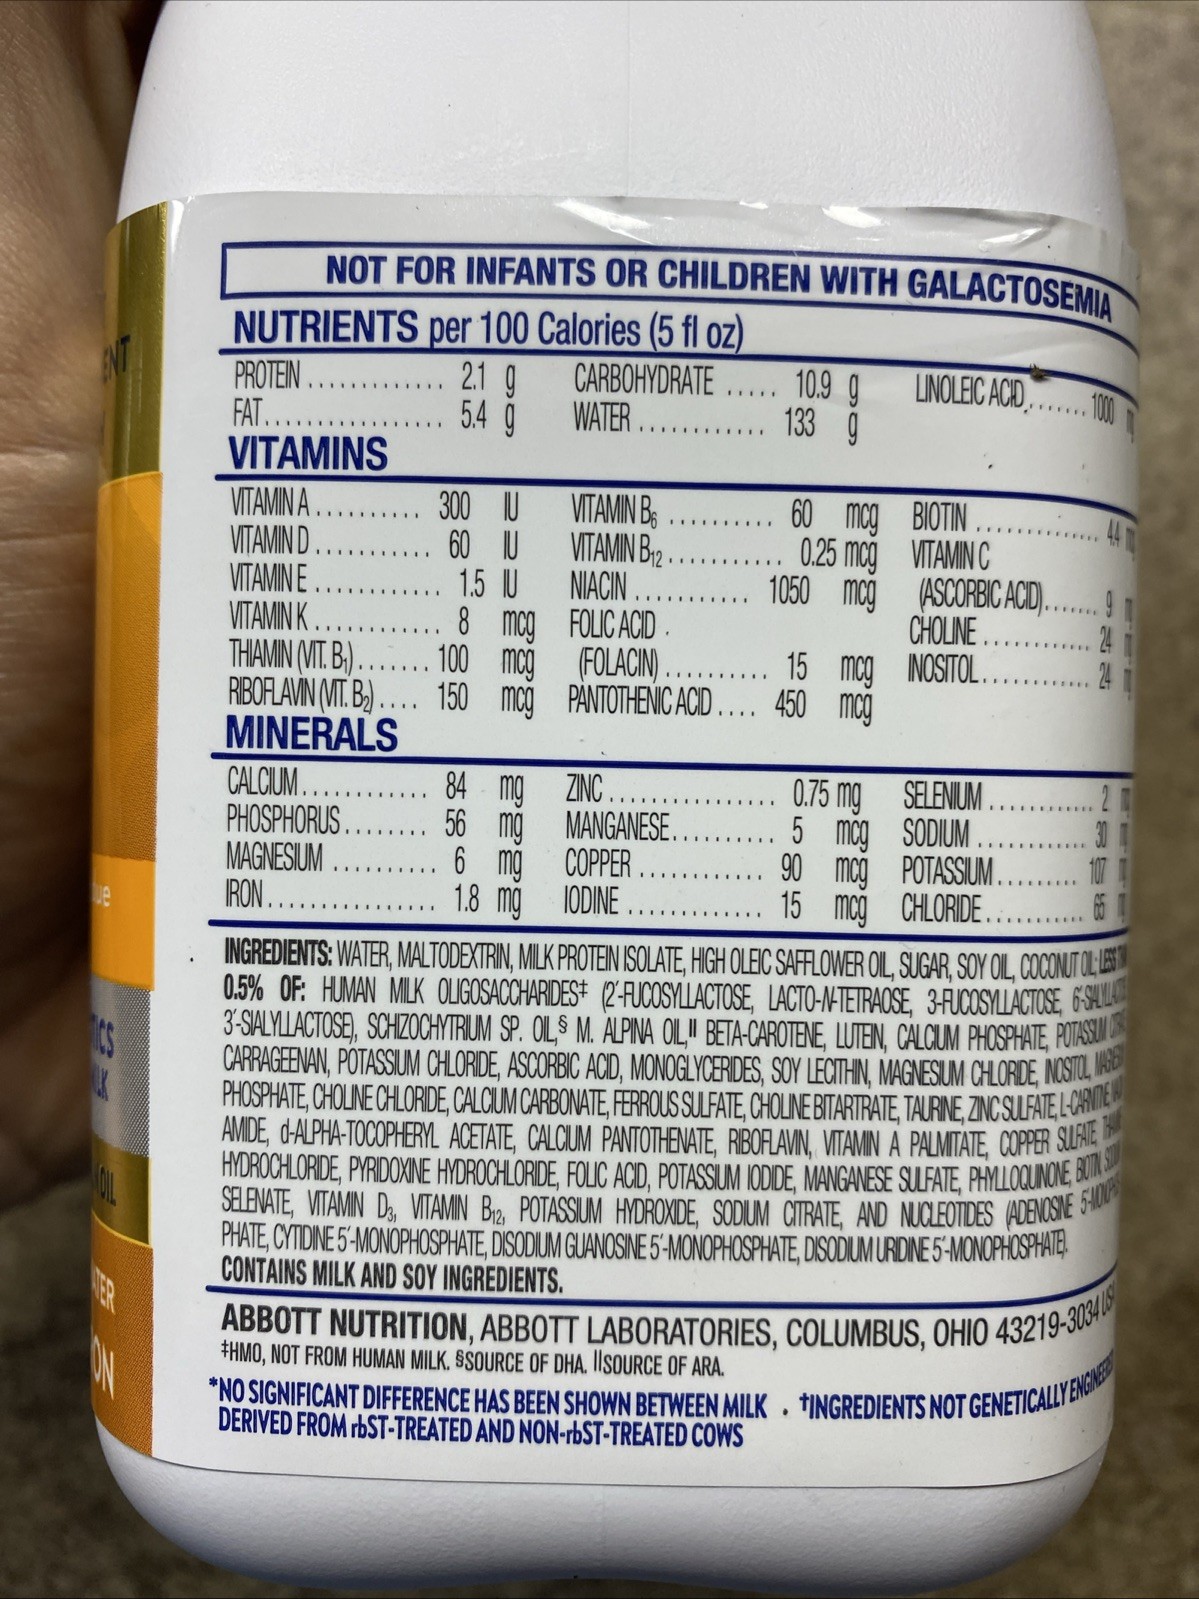 ENT
NOT FOR INFANTS OR CHILDREN WITH GALACTOSEMIA
NUTRIENTS per 100 Calories (5 fl oz)
PROTEIN ............. 2.1 g CARBOHYDRATE ..... 10.9 g LINOLEIC ACID ....... 1000
FAT ................. 5.4 g WATER ............ 133 g
VITAMINS
VITAMIN A .......... 300 IU VITAMIN B6 .......... 60 mcg BIOTIN ............ 4.4
VITAMIN D ........... 60 IU VITAMIN B12 ........... 0.25 mcg VITAMIN C
VITAMIN E ........... 1.5 IU NIACIN ........... 1050 mcg (ASCORBIC ACID) ....... 9
VITAMIN K ............ 8 mcg FOLIC ACID CHOLINE ........... 24
THIAMIN (VIT. B1) ....... 100 mcg (FOLACIN) .......... 15 mcg INOSITOL ............ 24
RIBOFLAVIN (VIT. B2) .... 150 mcg PANTOTHENIC ACID .... 450 mcg
MINERALS
CALCIUM ............ 84 mg ZINC ................ 0.75 mg SELENIUM ............ 2
PHOSPHORUS ........ 56 mg MANGANESE .......... 5 mcg SODIUM .............. 30
MAGNESIUM .......... 6 mg COPPER ............ 90 mcg POTASSIUM ......... 107
IRON ................ 1.8 mg IODINE ............. 15 mcg CHLORIDE .......... 65
ue
INGREDIENTS: WATER, MALTODEXTRIN, MILK PROTEIN ISOLATE, HIGH OLEIC SAFFLOWER OIL, SUGAR, SOY OIL, COCONUT OIL; LESS
0.5% OF: HUMAN MILK OLIGOSACCHARIDES‡ (2′-FUCOSYLLACTOSE, LACTO-N-TETRAOSE, 3-FUCOSYLLACTOSE,
3′-SIALYLLACTOSE), SCHIZOCHYTRIUM SP. OIL,§ M. ALPINA OIL,|| BETA-CAROTENE, LUTEIN, CALCIUM PHOSPHATE, POTASSIUM
CARRAGEENAN, POTASSIUM CHLORIDE, ASCORBIC ACID, MONOGLYCERIDES, SOY LECITHIN, MAGNESIUM CHLORIDE, INOSITOL,
PHOSPHATE, CHOLINE CHLORIDE, CALCIUM CARBONATE, FERROUS SULFATE, CHOLINE BITARTRATE, TAURINE, ZINC SULFATE, L-CARNITINE,
AMIDE, d-ALPHA-TOCOPHERYL ACETATE, CALCIUM PANTOTHENATE, RIBOFLAVIN, VITAMIN A PALMITATE, COPPER SULFATE,
HYDROCHLORIDE, PYRIDOXINE HYDROCHLORIDE, FOLIC ACID, POTASSIUM IODIDE, MANGANESE SULFATE, PHYLLOQUINONE, BIOTIN,
SELENATE, VITAMIN D3, VITAMIN B12, POTASSIUM HYDROXIDE, SODIUM CITRATE, AND NUCLEOTIDES (ADENOSINE
PHATE, CYTIDINE 5′-MONOPHOSPHATE, DISODIUM GUANOSINE 5′-MONOPHOSPHATE, DISODIUM URIDINE 5′-MONOPHOSPHATE).
CONTAINS MILK AND SOY INGREDIENTS.
OIL
ABBOTT NUTRITION, ABBOTT LABORATORIES, COLUMBUS, OHIO 43219-3034 USA
‡HMO, NOT FROM HUMAN MILK. §SOURCE OF DHA. ||SOURCE OF ARA.
ON
*NO SIGNIFICANT DIFFERENCE HAS BEEN SHOWN BETWEEN MILK
DERIVED FROM rbST-TREATED AND NON-rbST-TREATED COWS
†INGREDIENTS NOT GENETICALLY ENGINEERED